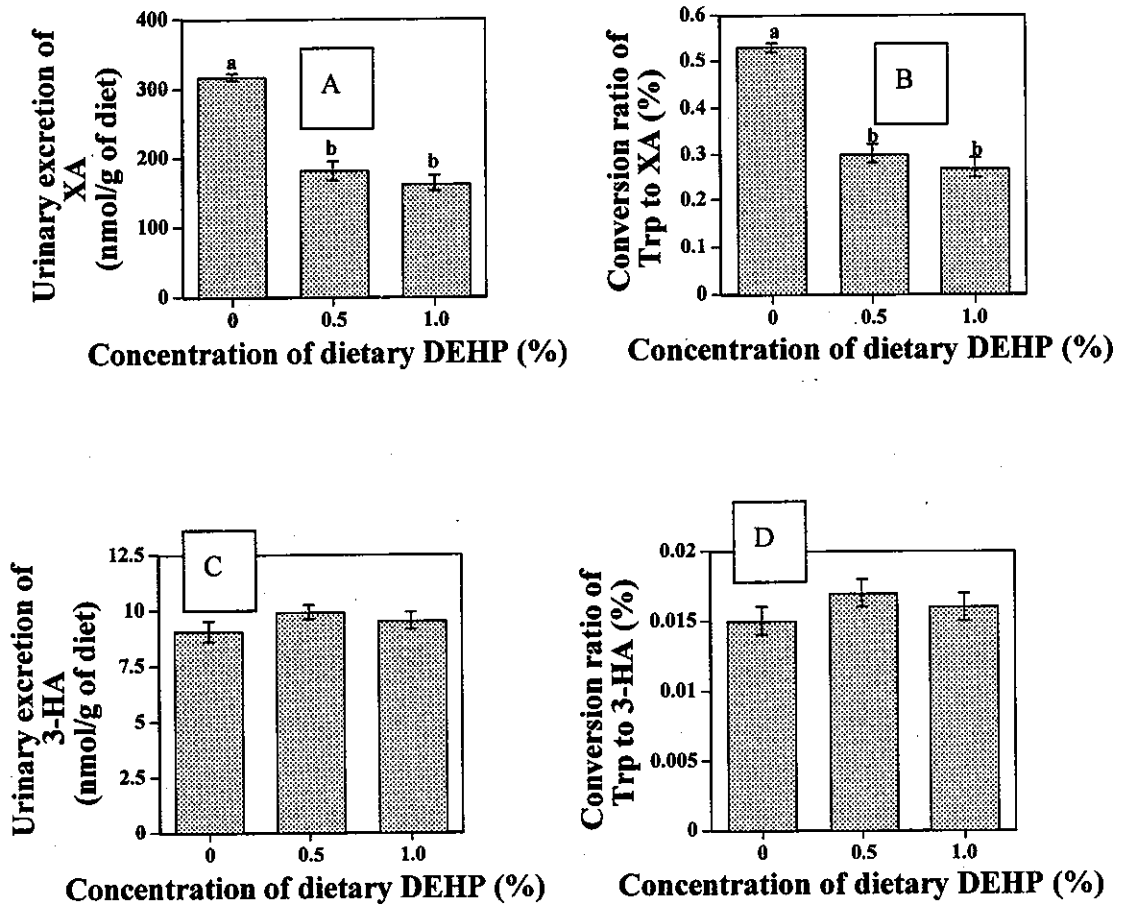 Urinary excretion of
XA
(nmol/g of diet)
400
300
200
100
0
a
b
b
A
0
0.5
1.0
Concentration of dietary DEHP (%)
Conversion ratio of
Trp to XA (%)
0.6
0.5
0.4
0.3
0.2
0.1
0
a
b
b
B
0
0.5
1.0
Concentration of dietary DEHP (%)
Urinary excretion of
3-HA
(nmol/g of diet)
12.5
10
7.5
5
2.5
0
C
0
0.5
1.0
Concentration of dietary DEHP (%)
Conversion ratio of
Trp to 3-HA (%)
0.02
0.015
0.01
0.005
0
D
0
0.5
1.0
Concentration of dietary DEHP (%)